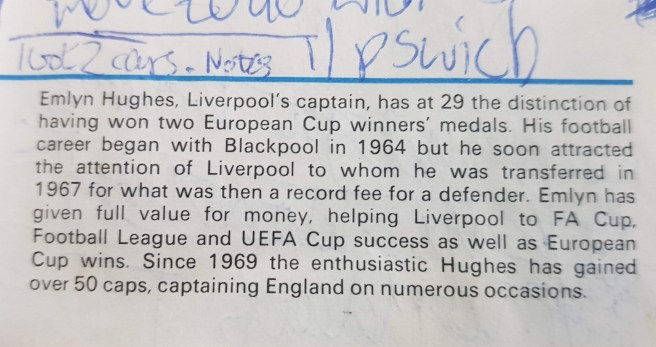 2 cars. Notes
Ipswich
Emlyn Hughes, Liverpool's captain, has at 29 the distinction of
having won two European Cup winners' medals. His football
career began with Blackpool in 1964 but he soon attracted
the attention of Liverpool to whom he was transferred in
1967 for what was then a record fee for a defender. Emlyn has
given full value for money, helping Liverpool to FA Cup,
Football League and UEFA Cup success as well as European
Cup wins. Since 1969 the enthusiastic Hughes has gained
over 50 caps, captaining England on numerous occasions.